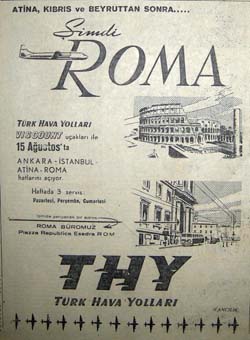 ATİNA, KIBRIS ve BEYRUTTAN SONRA.....
Şimdi
ROMA
TÜRK HAVA YOLLARI
VISCOUNT uçakları ile
15 Ağustos'ta
ANKARA - İSTANBUL -
ATİNA - ROMA
hatlarını açıyor.
Haftada 3 servis:
Pazartesi, Perşembe, Cumartesi
ROMA BÜROMUZ
Piazza Republica Esedra ROM
THY
TÜRK HAVA YOLLARI